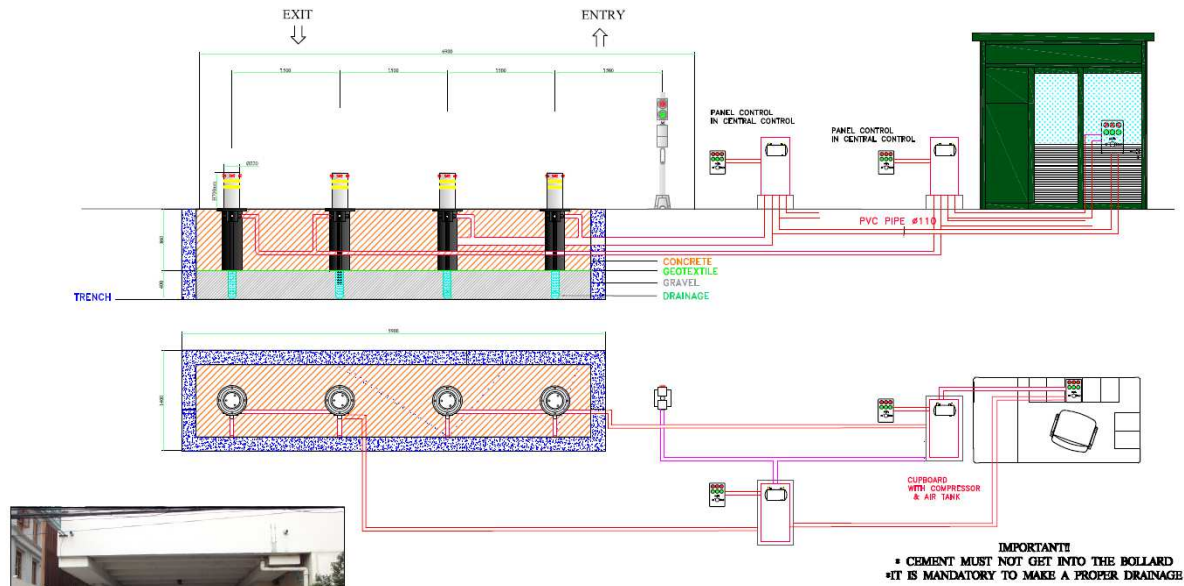 EXIT
ENTRY
PANEL CONTROL
IN CENTRAL CONTROL
PANEL CONTROL
IN CENTRAL CONTROL
PVC PIPE ø110
CONCRETE
GEOTEXTILE
GRAVEL
DRAINAGE
TRENCH
CUPBOARD
WITH COMPRESSOR
& AIR TANK
IMPORTANT!!
* CEMENT MUST NOT GET INTO THE BOLLARD
*IT IS MANDATORY TO MAKE A PROPER DRAINAGE